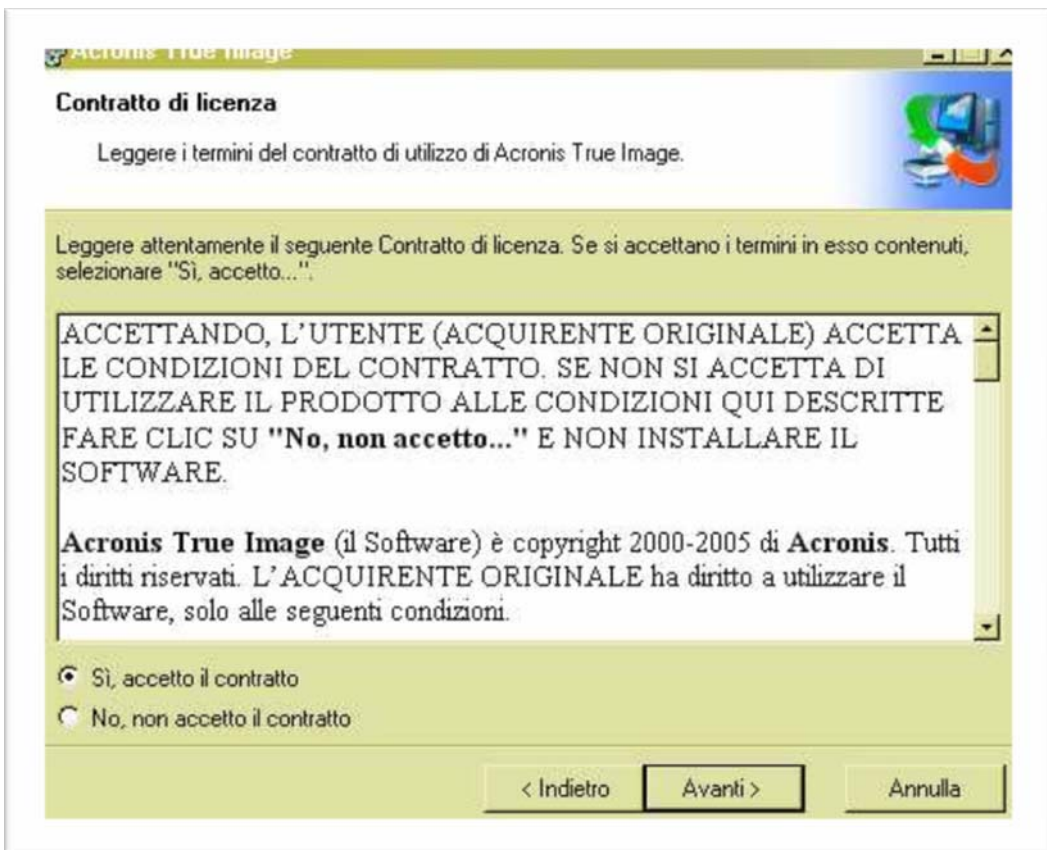 Acronis True Image
Contratto di licenza
Leggere i termini del contratto di utilizzo di Acronis True Image.
Leggere attentamente il seguente Contratto di licenza. Se si accettano i termini in esso contenuti,
selezionare "Sì, accetto...".
ACCETTANDO, L'UTENTE (ACQUIRENTE ORIGINALE) ACCETTA
LE CONDIZIONI DEL CONTRATTO. SE NON SI ACCETTA DI
UTILIZZARE IL PRODOTTO ALLE CONDIZIONI QUI DESCRITTE
FARE CLIC SU "No, non accetto..." E NON INSTALLARE IL
SOFTWARE.
Acronis True Image (il Software) è copyright 2000-2005 di Acronis. Tutti
i diritti riservati. L'ACQUIRENTE ORIGINALE ha diritto a utilizzare il
Software, solo alle seguenti condizioni.
Sì, accetto il contratto
No, non accetto il contratto
< Indietro
Avanti >
Annulla